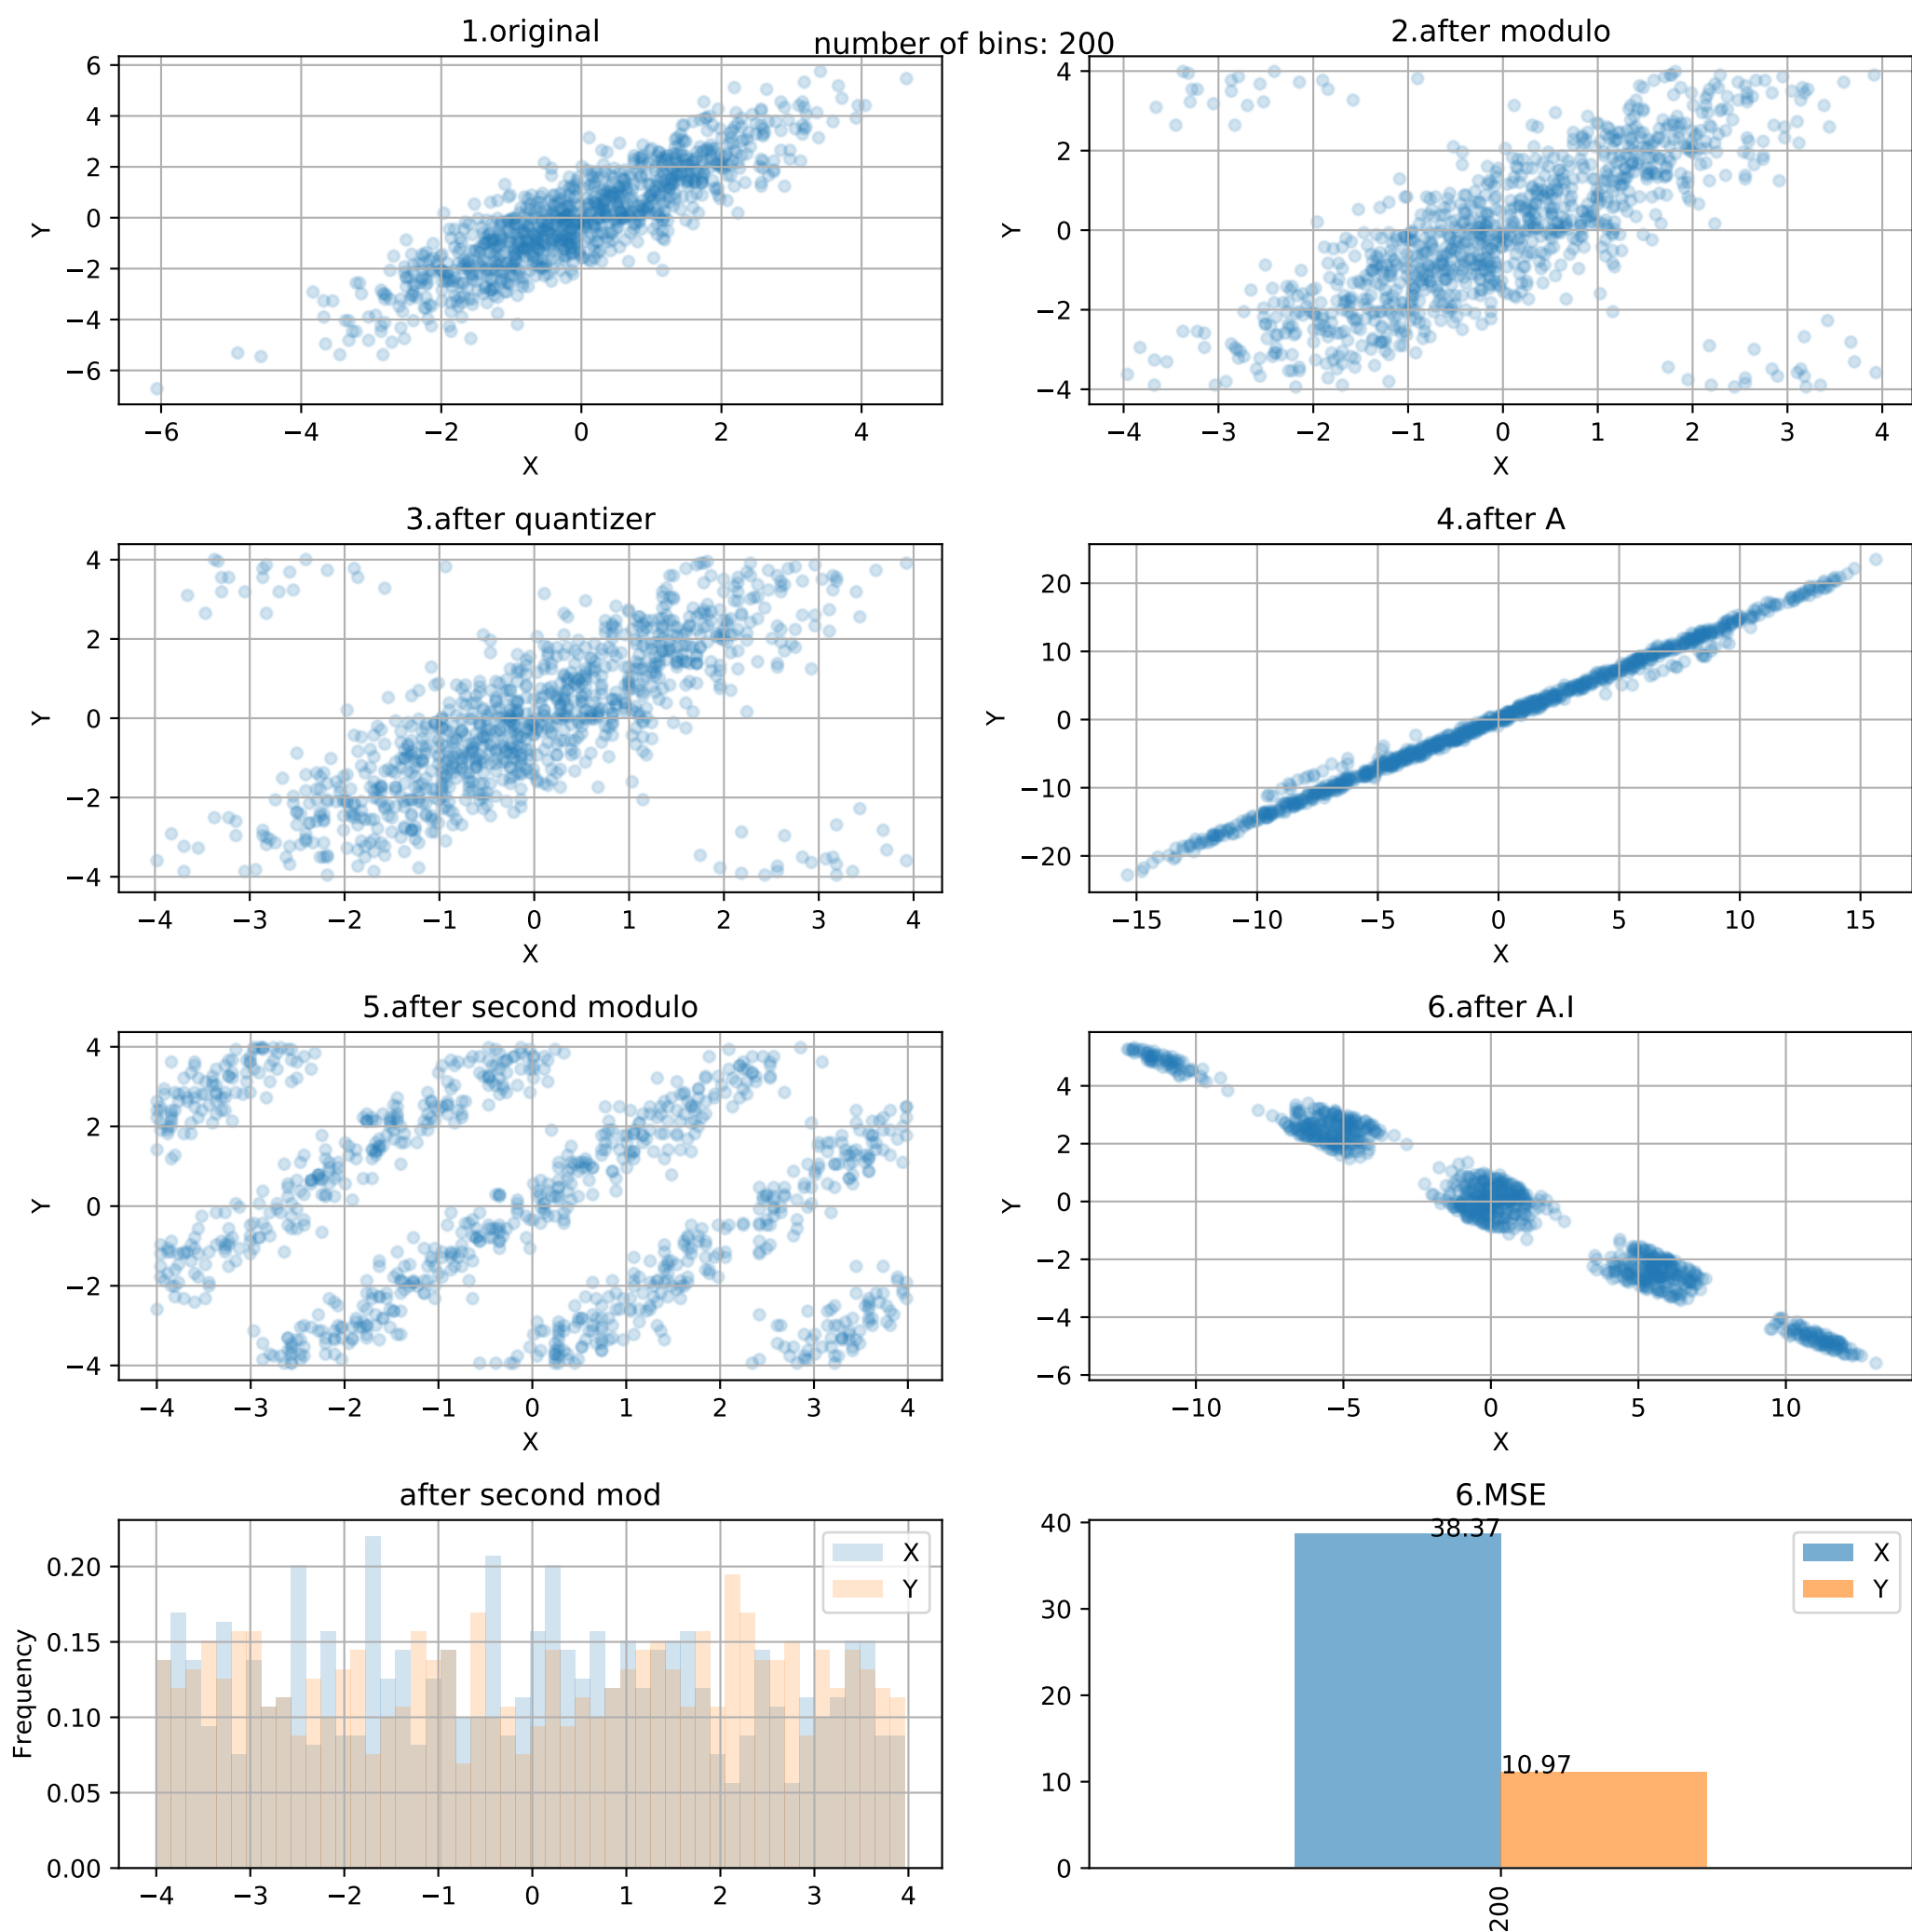 1.original
number of bins: 200
2.after modulo
6
4
2
0
−2
−4
−6
Y
−6 −4 −2 0 2 4
X
4
2
0
−2
−4
Y
−4 −3 −2 −1 0 1 2 3 4
X
3.after quantizer
4
2
0
−2
−4
Y
−4 −3 −2 −1 0 1 2 3 4
X
4.after A
20
10
0
−10
−20
Y
−15 −10 −5 0 5 10 15
X
5.after second modulo
4
2
0
−2
−4
Y
−4 −3 −2 −1 0 1 2 3 4
X
6.after A.I
4
2
0
−2
−4
−6
Y
−10 −5 0 5 10
X
after second mod
X
Y
0.20
0.15
0.10
0.05
0.00
Frequency
−4 −3 −2 −1 0 1 2 3 4
6.MSE
40
30
20
10
0
38.37
10.97
X
Y
200